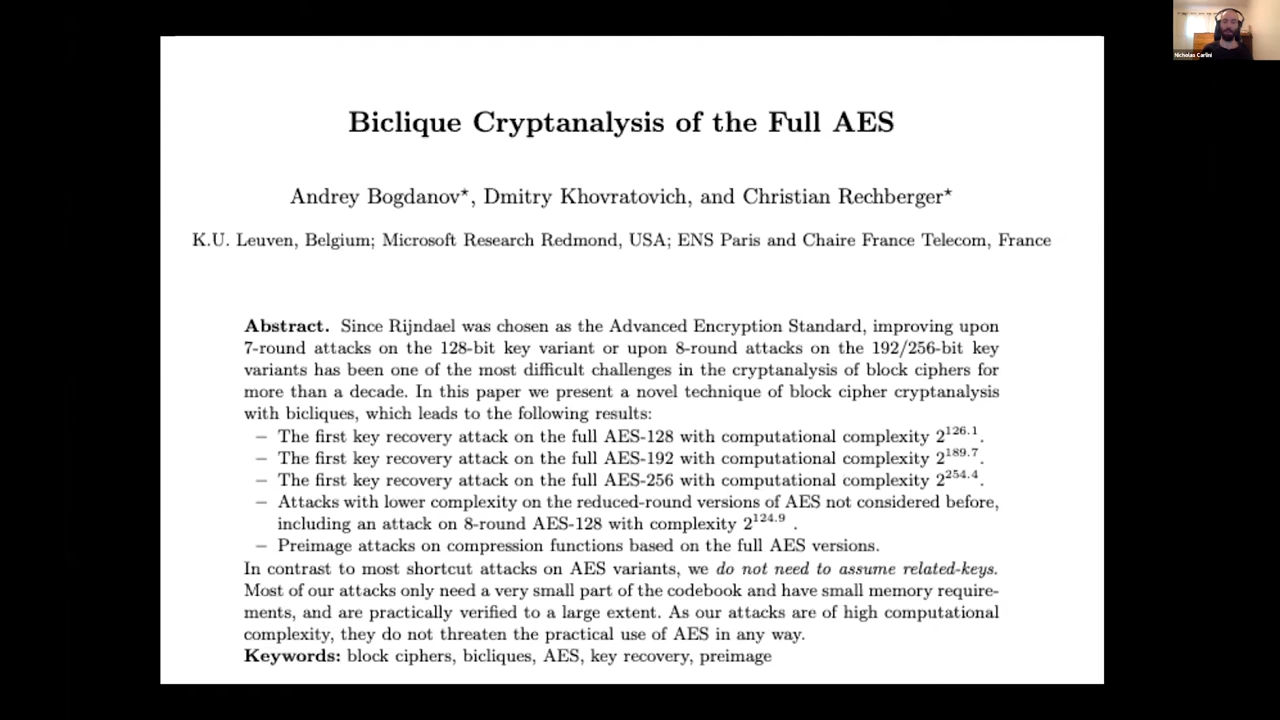 Biclique Cryptanalysis of the Full AES
Andrey Bogdanov⋆, Dmitry Khovratovich, and Christian Rechberger⋆
K.U. Leuven, Belgium; Microsoft Research Redmond, USA; ENS Paris and Chaire France Telecom, France
Abstract. Since Rijndael was chosen as the Advanced Encryption Standard, improving upon
7-round attacks on the 128-bit key variant or upon 8-round attacks on the 192/256-bit key
variants has been one of the most difficult challenges in the cryptanalysis of block ciphers for
more than a decade. In this paper we present a novel technique of block cipher cryptanalysis
with bicliques, which leads to the following results:
– The first key recovery attack on the full AES-128 with computational complexity 2^126.1.
– The first key recovery attack on the full AES-192 with computational complexity 2^189.7.
– The first key recovery attack on the full AES-256 with computational complexity 2^254.4.
– Attacks with lower complexity on the reduced-round versions of AES not considered before,
including an attack on 8-round AES-128 with complexity 2^124.9 .
– Preimage attacks on compression functions based on the full AES versions.
In contrast to most shortcut attacks on AES variants, we do not need to assume related-keys.
Most of our attacks only need a very small part of the codebook and have small memory require-
ments, and are practically verified to a large extent. As our attacks are of high computational
complexity, they do not threaten the practical use of AES in any way.
Keywords: block ciphers, bicliques, AES, key recovery, preimage
Nicholas Carlini